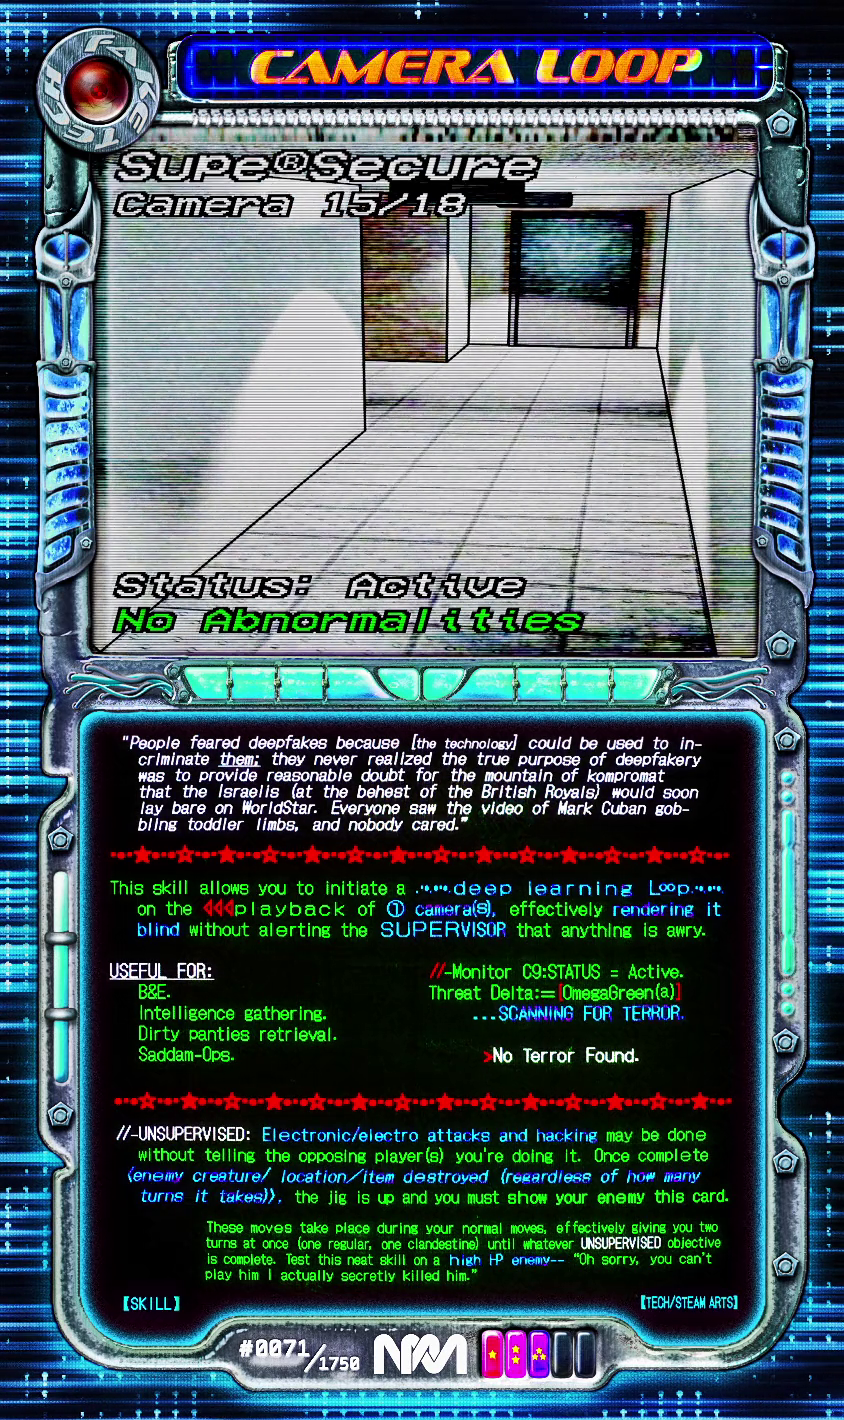 CAMERA LOOP
FAKE TECH
Supe®Secure
Camera 15/18
Status: Active
No Abnormalities
"People feared deepfakes because [the technology] could be used to in-
criminate them; they never realized the true purpose of deepfakery
was to provide reasonable doubt for the mountain of kompromat
that the Israelis (at the behest of the British Royals) would soon
lay bare on WorldStar. Everyone saw the video of Mark Cuban gob-
bling toddler limbs, and nobody cared."
This skill allows you to initiate a deep learning Loop
on the playback of ① camera(s), effectively rendering it
blind without alerting the SUPERVISOR that anything is awry.
USEFUL FOR:
B&E.
Intelligence gathering.
Dirty panties retrieval.
Saddam-Ops.
//-Monitor C9:STATUS = Active.
Threat Delta:=[OmegaGreen(a)]
...SCANNING FOR TERROR.
>No Terror Found.
//-UNSUPERVISED: Electronic/electro attacks and hacking may be done
without telling the opposing player(s) you're doing it. Once complete
(enemy creature/ location/item destroyed (regardless of how many
turns it takes)), the jig is up and you must show your enemy this card.
These moves take place during your normal moves, effectively giving you two
turns at once (one regular, one clandestine) until whatever UNSUPERVISED objective
is complete. Test this neat skill on a high HP enemy-- "Oh sorry, you can't
play him I actually secretly killed him."
[SKILL]
[TECH/STEAM ARTS]
#0071/1750